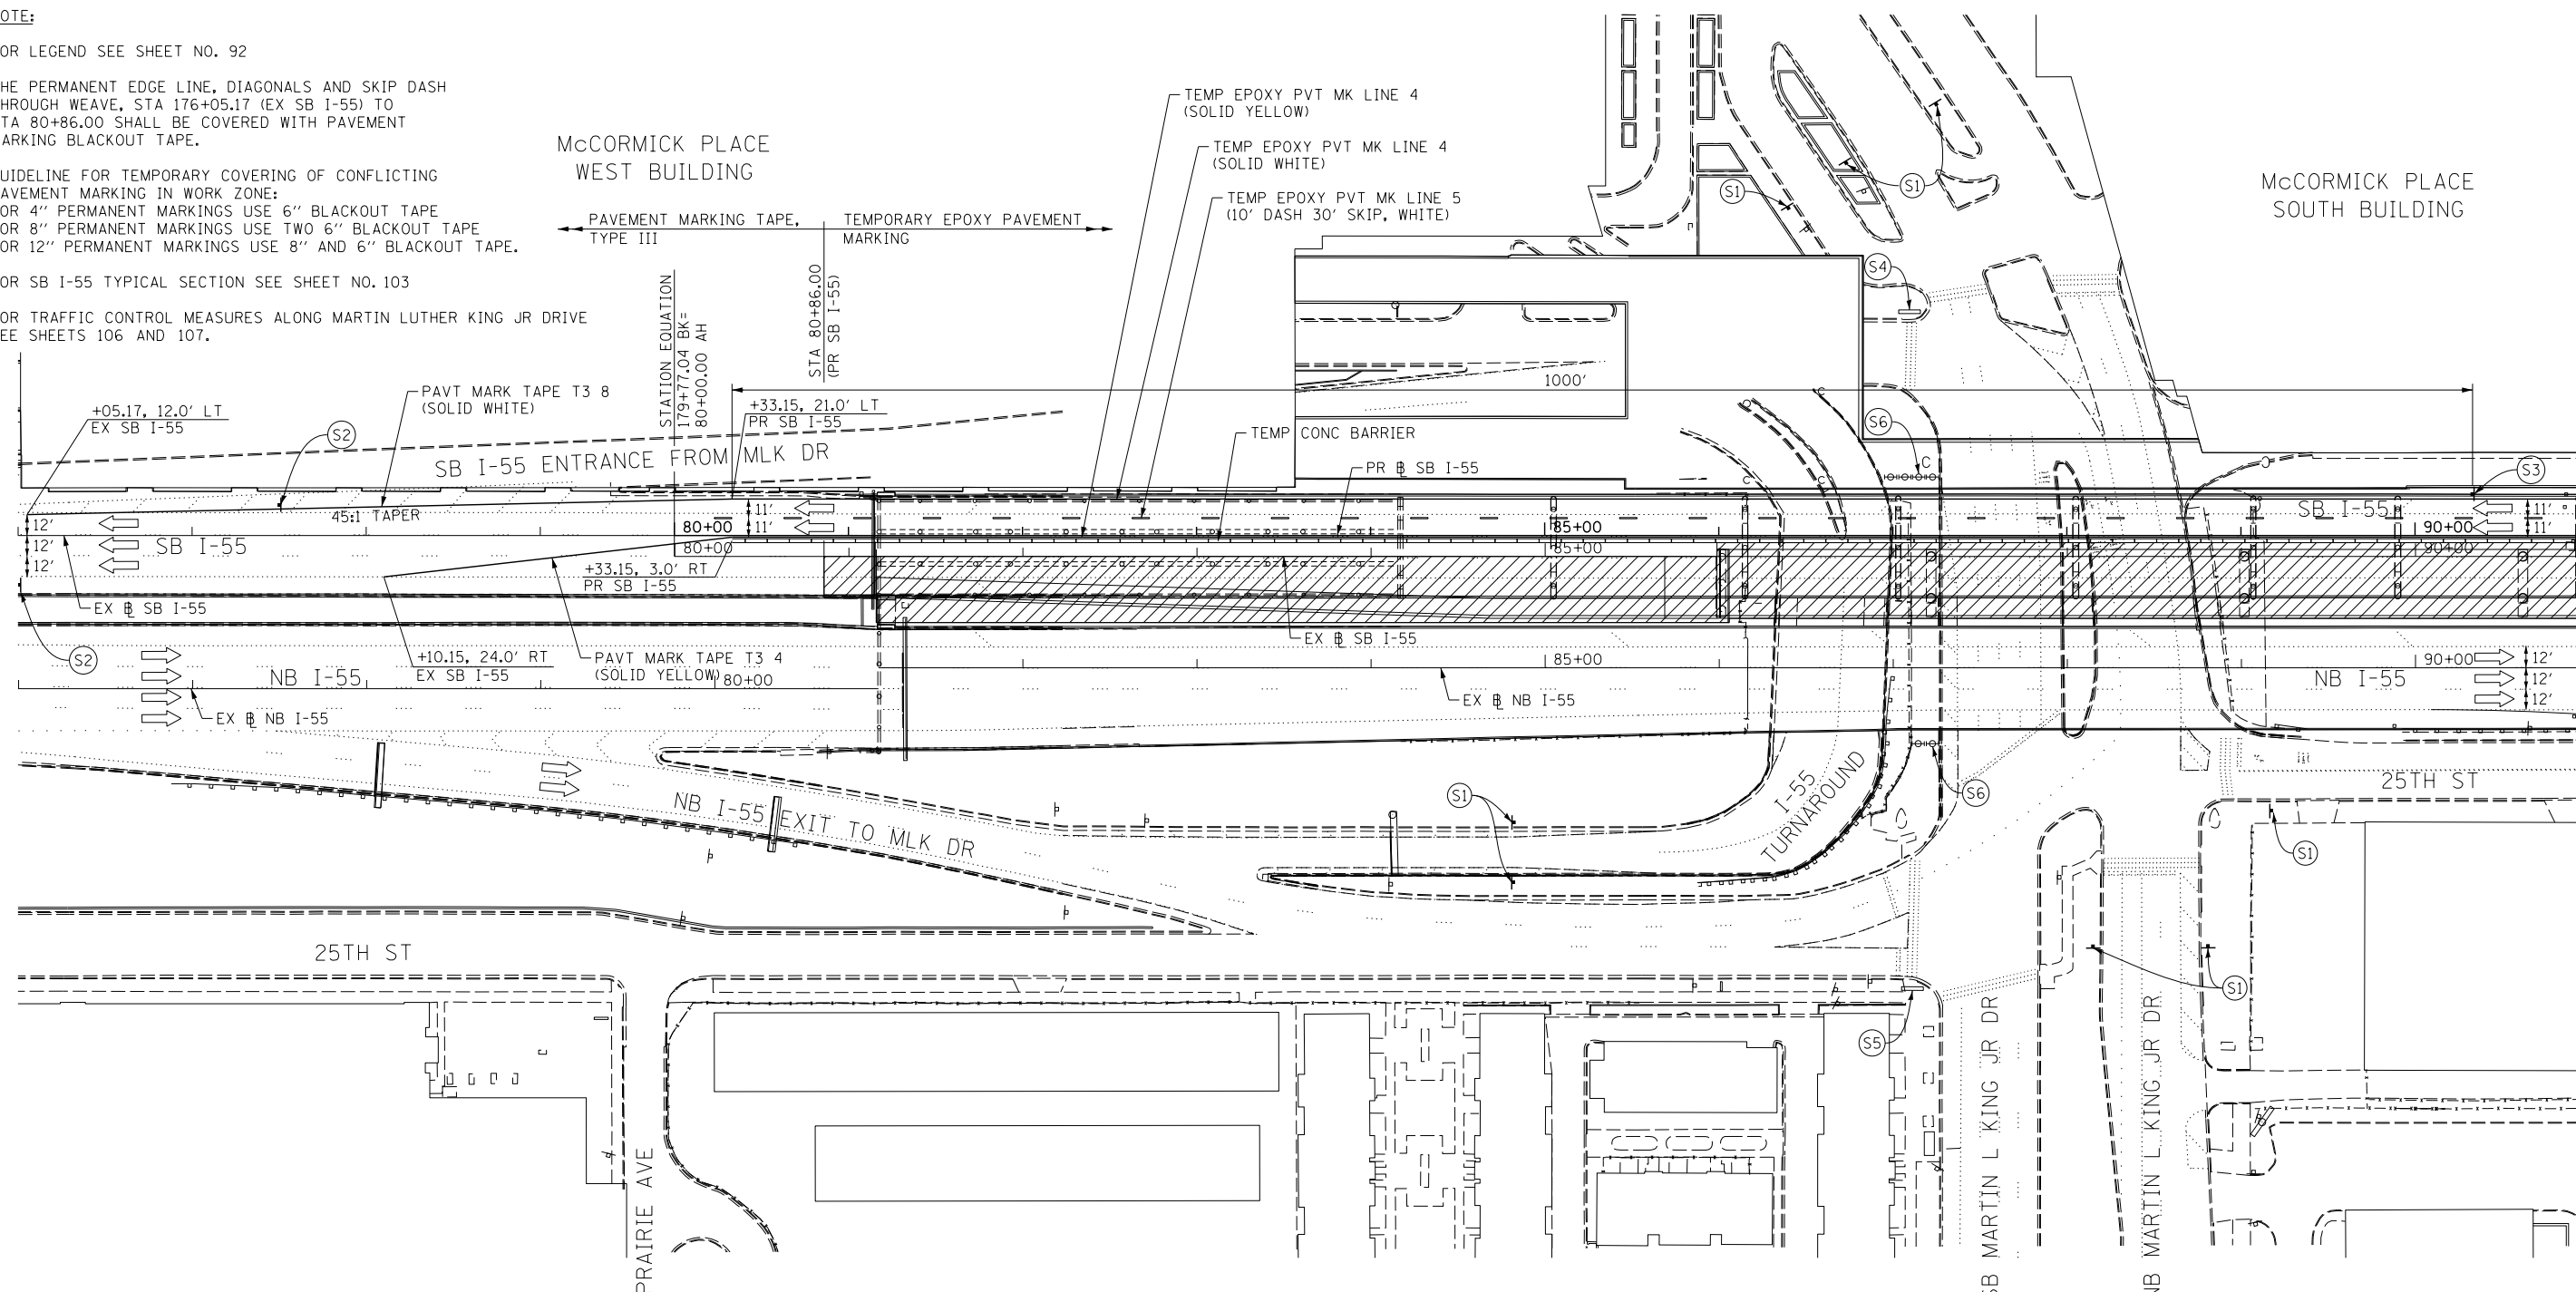 OTE:
OR LEGEND SEE SHEET NO. 92
HE PERMANENT EDGE LINE, DIAGONALS AND SKIP DASH
HROUGH WEAVE, STA 176+05.17 (EX SB I-55) TO
TA 80+86.00 SHALL BE COVERED WITH PAVEMENT
ARKING BLACKOUT TAPE.
UIDELINE FOR TEMPORARY COVERING OF CONFLICTING
AVEMENT MARKING IN WORK ZONE:
OR 4'' PERMANENT MARKINGS USE 6'' BLACKOUT TAPE
OR 8'' PERMANENT MARKINGS USE TWO 6'' BLACKOUT TAPE
OR 12'' PERMANENT MARKINGS USE 8'' AND 6'' BLACKOUT TAPE.
OR SB I-55 TYPICAL SECTION SEE SHEET NO. 103
OR TRAFFIC CONTROL MEASURES ALONG MARTIN LUTHER KING JR DRIVE
EE SHEETS 106 AND 107.
McCORMICK PLACE
WEST BUILDING
PAVEMENT MARKING TAPE,
TYPE III
TEMPORARY EPOXY PAVEMENT
MARKING
TEMP EPOXY PVT MK LINE 4
(SOLID YELLOW)
TEMP EPOXY PVT MK LINE 4
(SOLID WHITE)
TEMP EPOXY PVT MK LINE 5
(10' DASH 30' SKIP, WHITE)
McCORMICK PLACE
SOUTH BUILDING
S1
S1
S4
S6
S3
STATION EQUATION
179+77.04 BK=
80+00.00 AH
STA 80+86.00
(PR SB I-55)
1000'
+05.17, 12.0' LT
EX SB I-55
S2
PAVT MARK TAPE T3 8
(SOLID WHITE)
+33.15, 21.0' LT
PR SB I-55
TEMP CONC BARRIER
PR B SB I-55
SB I-55 ENTRANCE FROM MLK DR
45:1 TAPER
12'
12'
12'
SB I-55
80+00
80+00
11'
11'
85+00
85+00
SB I-55
90+00
90+00
11'
11'
+33.15, 3.0' RT
PR SB I-55
EX B SB I-55
EX B SB I-55
S2
+10.15, 24.0' RT
EX SB I-55
PAVT MARK TAPE T3 4
(SOLID YELLOW)
NB I-55
80+00
85+00
90+00
NB I-55
12'
12'
12'
EX B NB I-55
EX B NB I-55
NB I-55 EXIT TO MLK DR
I-55
TURNAROUND
S1
S6
25TH ST
S1
25TH ST
S1
S5
PRAIRIE AVE
SB MARTIN L KING JR DR
NB MARTIN L KING JR DR